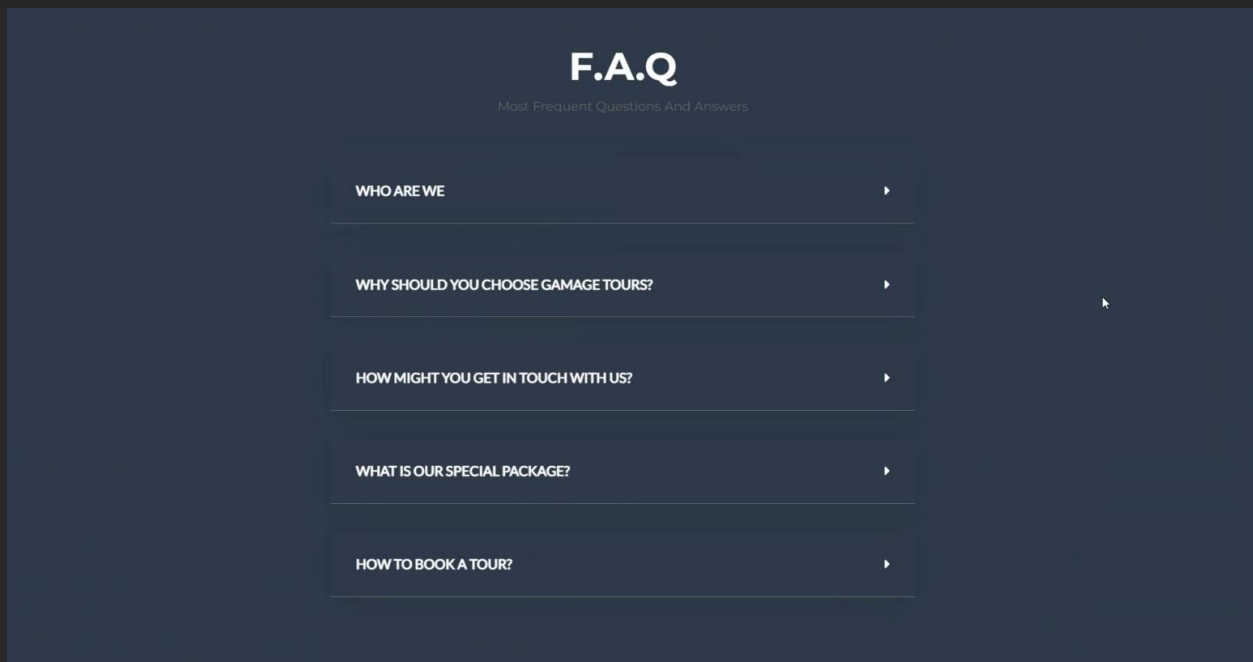 F.A.Q
Most Frequent Questions And Answers
WHO ARE WE
WHY SHOULD YOU CHOOSE GAMAGE TOURS?
HOW MIGHT YOU GET IN TOUCH WITH US?
WHAT IS OUR SPECIAL PACKAGE?
HOW TO BOOK A TOUR?